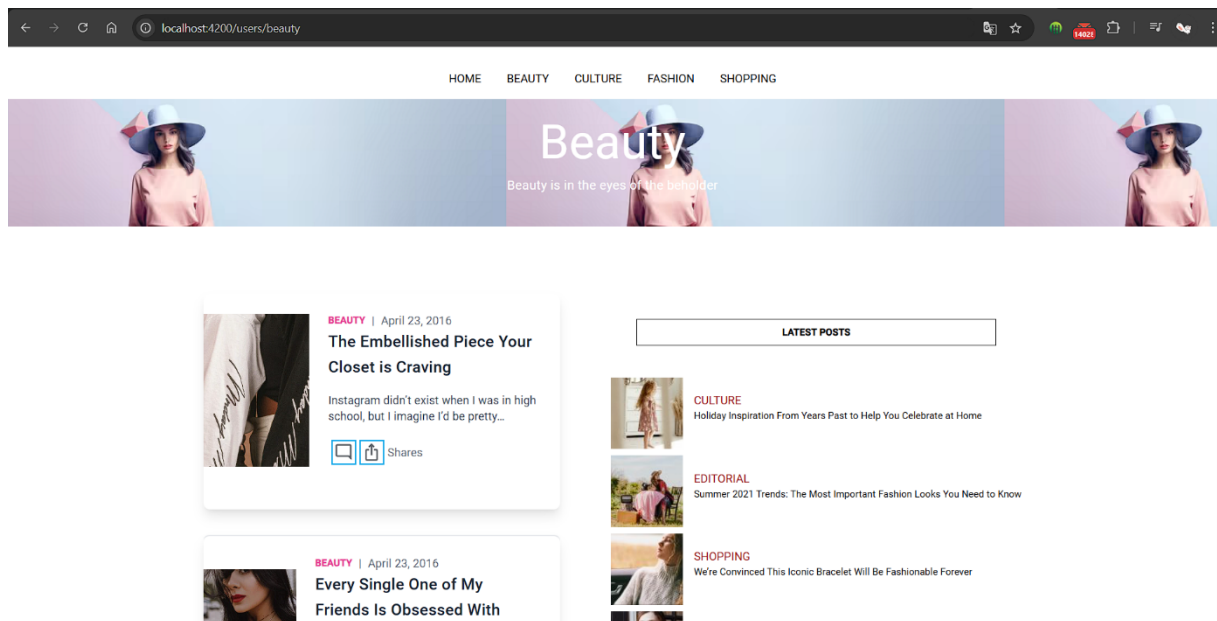 localhost:4200/users/beauty
14028
HOME BEAUTY CULTURE FASHION SHOPPING
Beauty
Beauty is in the eyes of the beholder
BEAUTY | April 23, 2016
The Embellished Piece Your
Closet is Craving
Instagram didn't exist when I was in high
school, but I imagine I'd be pretty...
Shares
BEAUTY | April 23, 2016
Every Single One of My
Friends Is Obsessed With
LATEST POSTS
CULTURE
Holiday Inspiration From Years Past to Help You Celebrate at Home
EDITORIAL
Summer 2021 Trends: The Most Important Fashion Looks You Need to Know
SHOPPING
We're Convinced This Iconic Bracelet Will Be Fashionable Forever